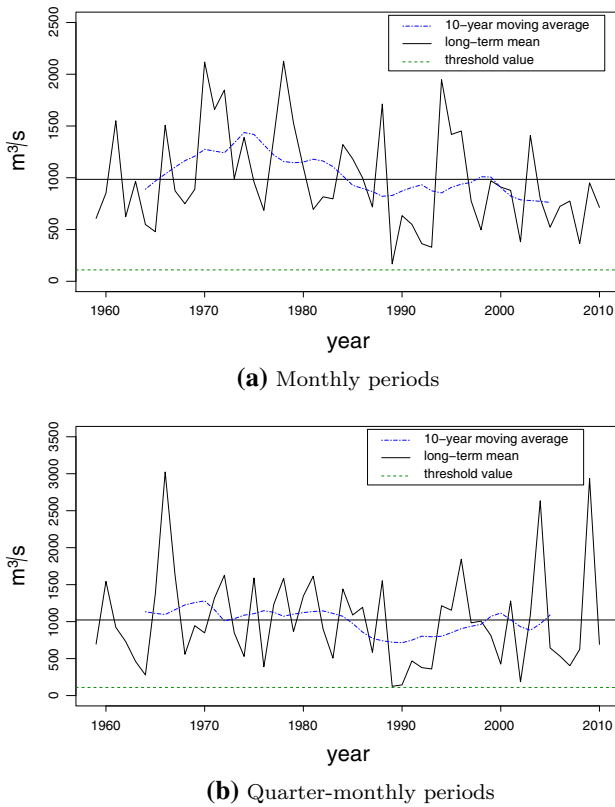 10−year moving average
long−term mean
threshold value
m³/s
0 500 1000 1500 2000 2500 3000
1960 1970 1980 1990 2000 2010
year
(a) Monthly periods
10−year moving average
long−term mean
threshold value
m³/s
0 500 1000 1500 2000 2500 3000 3500
1960 1970 1980 1990 2000 2010
year
(b) Quarter-monthly periods